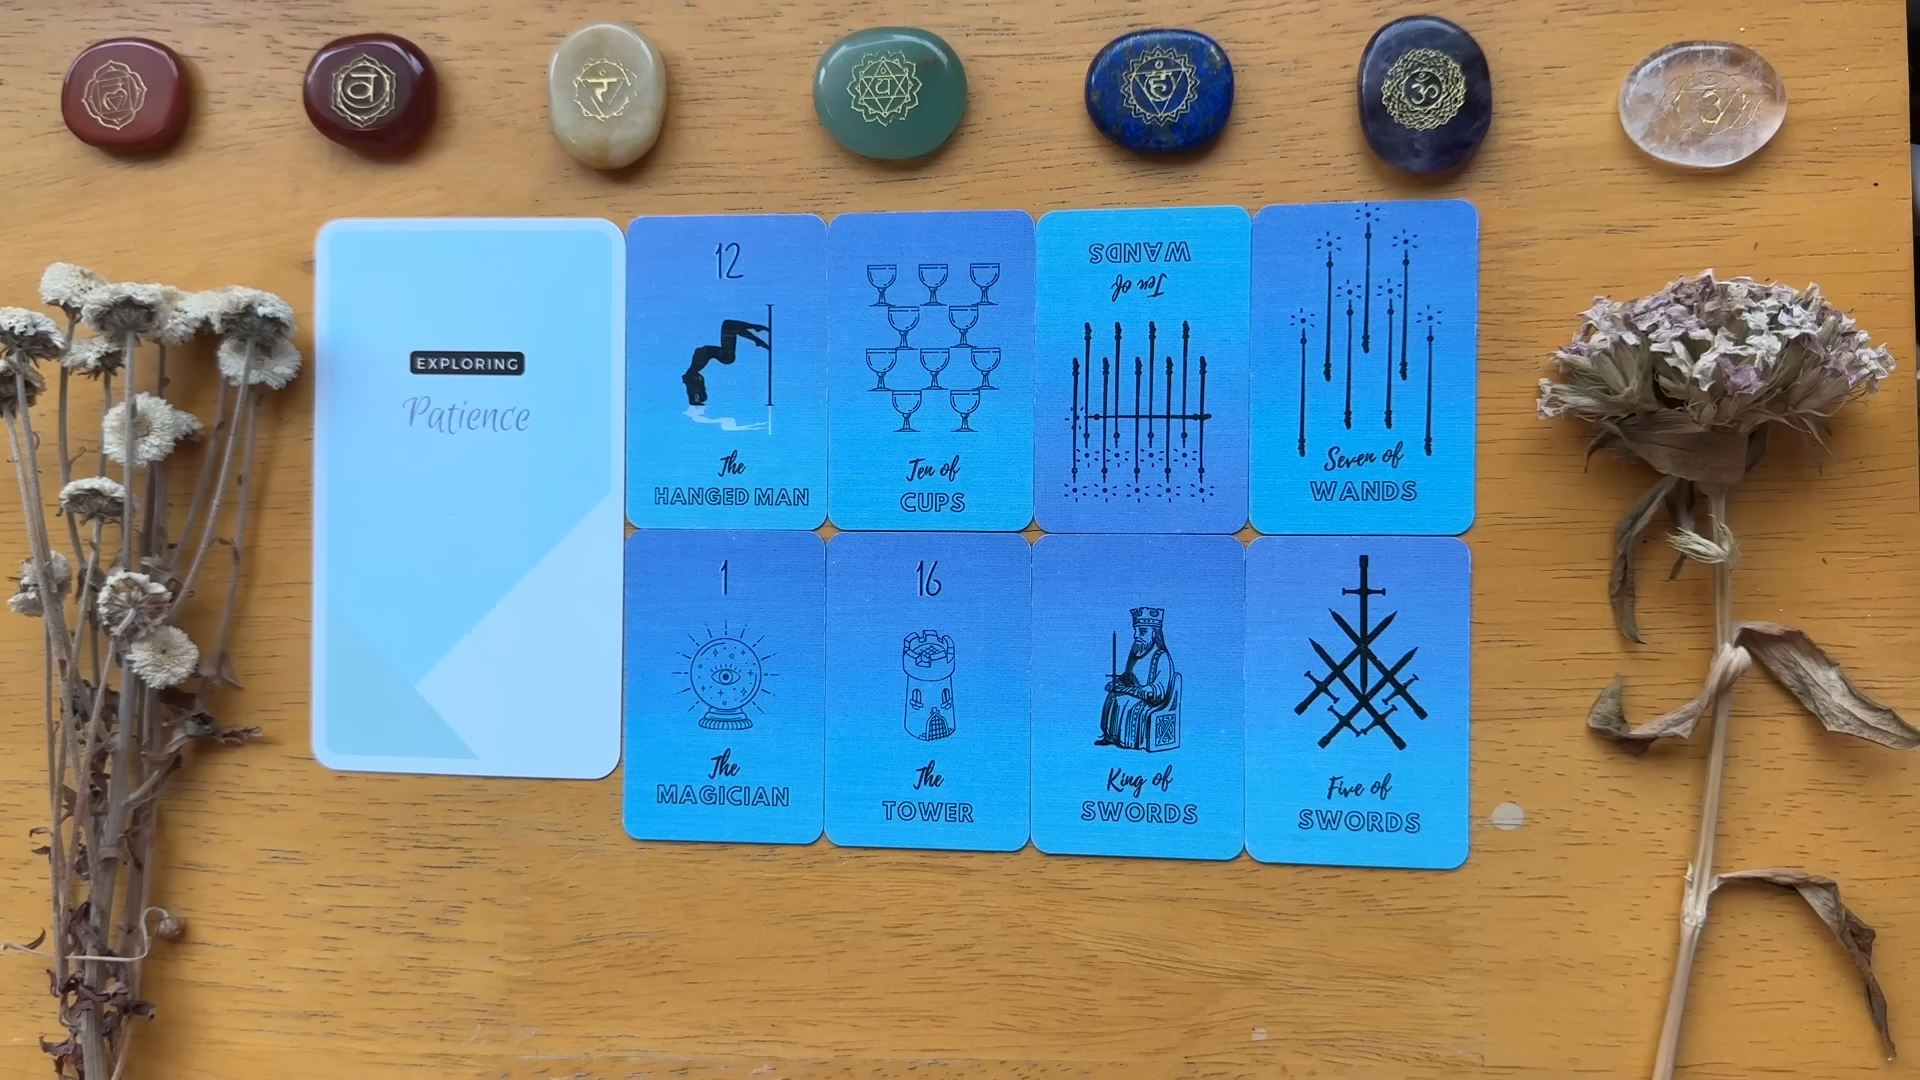 वं
रं
यं
हं
ॐ
EXPLORING
Patience
12
The
HANGED MAN
Ten of
CUPS
Ten of
WANDS
Seven of
WANDS
1
The
MAGICIAN
16
The
TOWER
King of
SWORDS
Five of
SWORDS